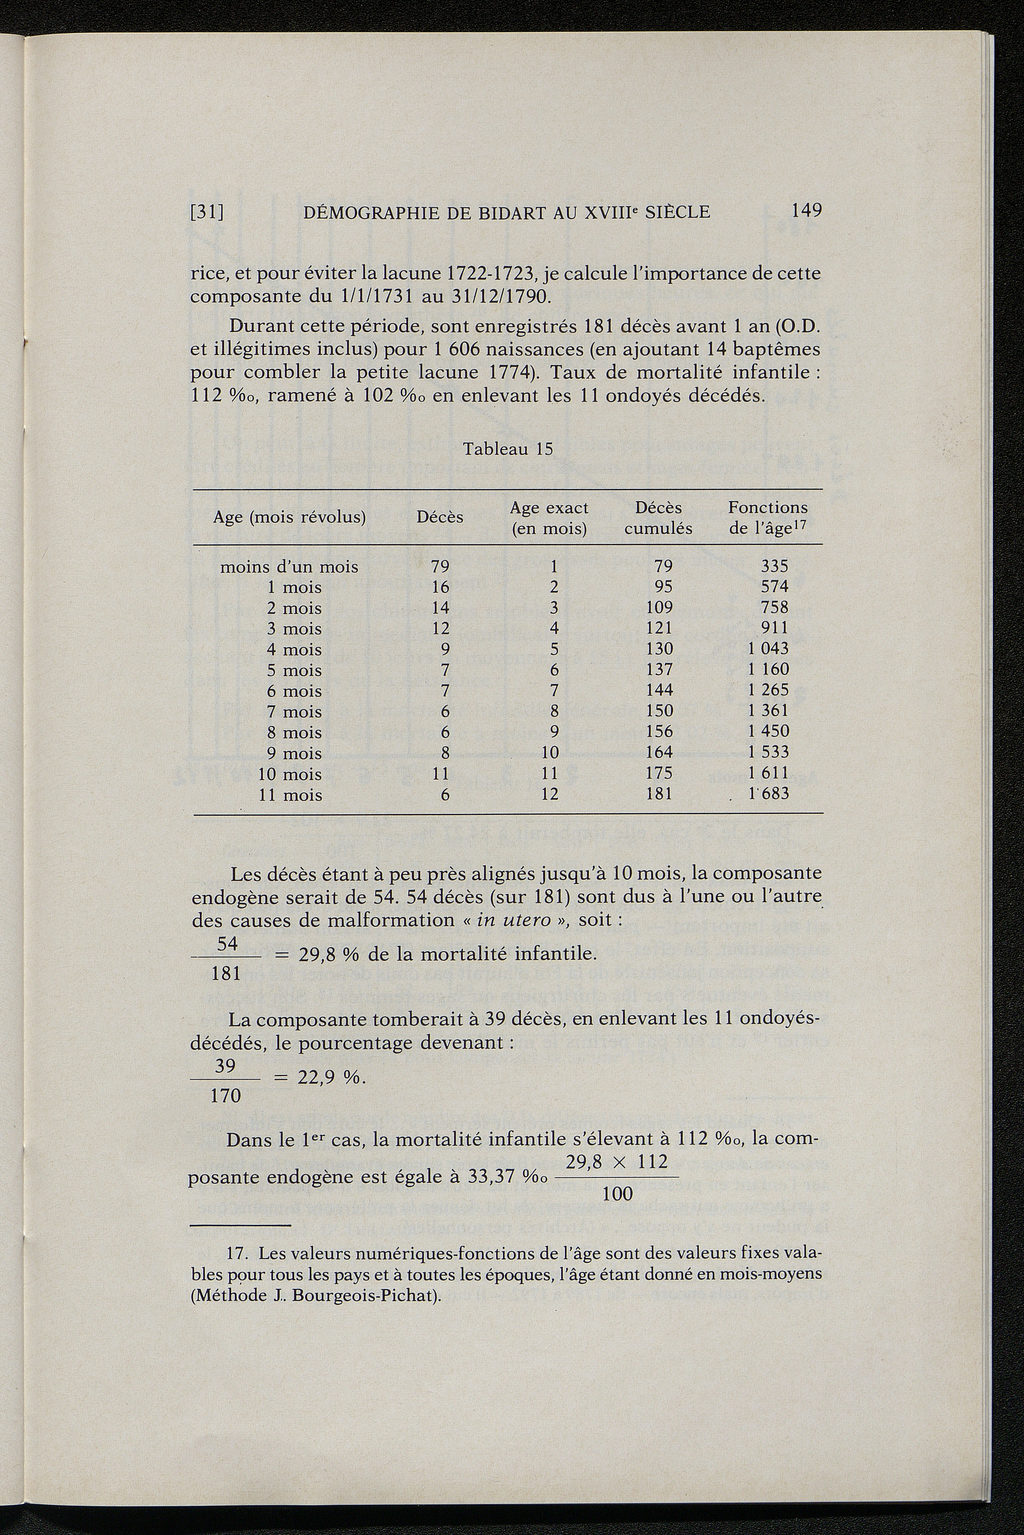 [31] DÉMOGRAPHIE DE BIDART AU XVIIIe SIÈCLE 149
rice, et pour éviter la lacune 1722-1723, je calcule l'importance de cette
composante du 1/1/1731 au 31/12/1790.
Durant cette période, sont enregistrés 181 décès avant 1 an (O.D.
et illégitimes inclus) pour 1 606 naissances (en ajoutant 14 baptêmes
pour combler la petite lacune 1774). Taux de mortalité infantile :
112 ‰, ramené à 102 ‰ en enlevant les 11 ondoyés décédés.
Tableau 15
Age (mois révolus) Décès Age exact (en mois) Décès cumulés Fonctions de l'âge17
moins d'un mois 79 1 79 335
1 mois 16 2 95 574
2 mois 14 3 109 758
3 mois 12 4 121 911
4 mois 9 5 130 1 043
5 mois 7 6 137 1 160
6 mois 7 7 144 1 265
7 mois 6 8 150 1 361
8 mois 6 9 156 1 450
9 mois 8 10 164 1 533
10 mois 11 11 175 1 611
11 mois 6 12 181 1 683
Les décès étant à peu près alignés jusqu'à 10 mois, la composante
endogène serait de 54. 54 décès (sur 181) sont dus à l'une ou l'autre
des causes de malformation « in utero », soit :
54
= 29,8 % de la mortalité infantile.
181
La composante tomberait à 39 décès, en enlevant les 11 ondoyés-
décédés, le pourcentage devenant :
39
= 22,9 %.
170
Dans le 1er cas, la mortalité infantile s'élevant à 112 ‰, la com-
29,8 × 112
posante endogène est égale à 33,37 ‰
100
17. Les valeurs numériques-fonctions de l'âge sont des valeurs fixes vala-
bles pour tous les pays et à toutes les époques, l'âge étant donné en mois-moyens
(Méthode J. Bourgeois-Pichat).